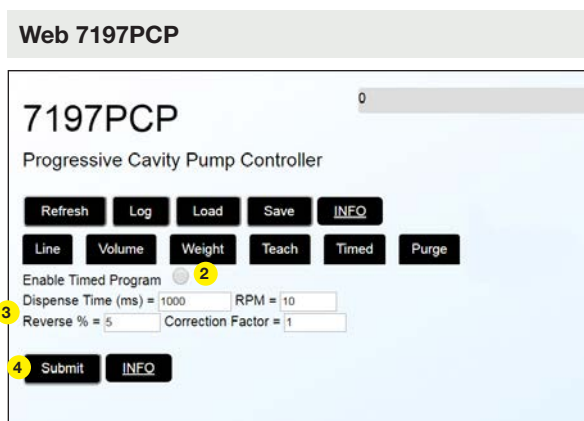 Web 7197PCP
0
7197PCP
Progressive Cavity Pump Controller
Refresh Log Load Save INFO
Line Volume Weight Teach Timed Purge
Enable Timed Program 2
Dispense Time (ms) = 1000 RPM = 10
3
Reverse % = 5 Correction Factor = 1
4 Submit INFO